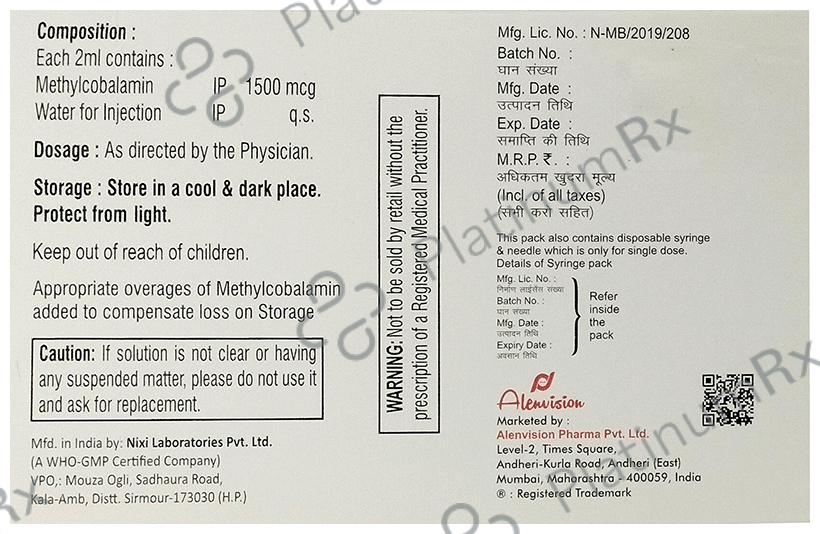 Composition :
Each 2ml contains :
Methylcobalamin IP 1500 mcg
Water for Injection IP q.s.
Dosage : As directed by the Physician.
Storage : Store in a cool & dark place.
Protect from light.
Keep out of reach of children.
Appropriate overages of Methylcobalamin
added to compensate loss on Storage
Caution: If solution is not clear or having
any suspended matter, please do not use it
and ask for replacement.
Mfd. in India by: Nixi Laboratories Pvt. Ltd.
(A WHO-GMP Certified Company)
VPO,: Mouza Ogli, Sadhaura Road,
Kala-Amb, Distt. Sirmour-173030 (H.P.)
WARNING: Not to be sold by retail without the
prescription of a Registered Medical Practitioner.
Mfg. Lic. No. : N-MB/2019/208
Batch No. :
घान संख्या
Mfg. Date :
उत्पादन तिथि
Exp. Date :
समाप्ति की तिथि
M.R.P. ₹. :
अधिकतम खुदरा मूल्य
(Incl. of all taxes)
(सभी करों सहित)
This pack also contains disposable syringe
& needle which is only for single dose.
Details of Syringe pack
Mfg. Lic. No. :
निर्माण लाईसेंस संख्या
Batch No. :
घान संख्या
Mfg. Date :
उत्पादन तिथि
Expiry Date :
अवसान तिथि
Refer
inside
the
pack
Alenvision
Marketed by :
Alenvision Pharma Pvt. Ltd.
Level-2, Times Square,
Andheri-Kurla Road, Andheri (East)
Mumbai, Maharashtra - 400059, India
® : Registered Trademark
PlatinumRx
PlatinumRx
PlatinumRx
Rx